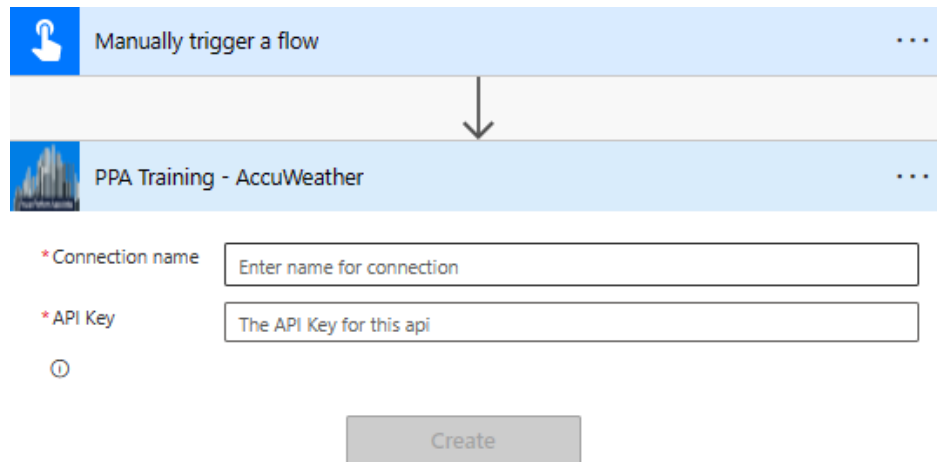 Manually trigger a flow
PPA Training - AccuWeather
* Connection name
Enter name for connection
* API Key
The API Key for this api
Create